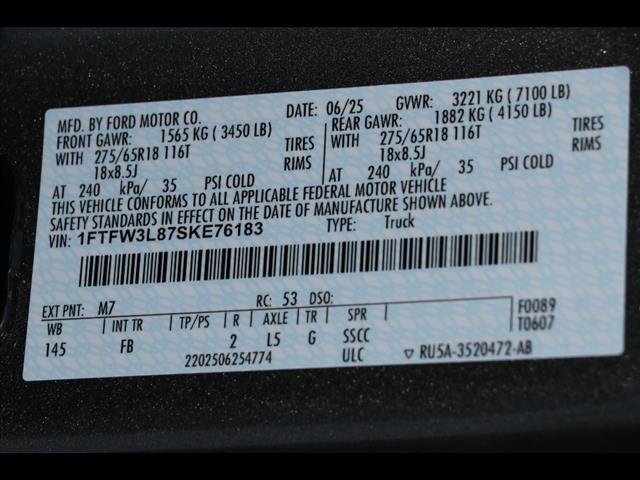 MFD. BY FORD MOTOR CO. DATE: 06/25 GVWR: 3221 KG ( 7100 LB)
FRONT GAWR: 1565 KG ( 3450 LB) REAR GAWR: 1882 KG ( 4150 LB)
WITH 275/65R18 116T TIRES WITH 275/65R18 116T TIRES
18x8.5J RIMS 18x8.5J RIMS
AT 240 kPa/ 35 PSI COLD AT 240 kPa/ 35 PSI COLD
THIS VEHICLE CONFORMS TO ALL APPLICABLE FEDERAL MOTOR VEHICLE
SAFETY STANDARDS IN EFFECT ON THE DATE OF MANUFACTURE SHOWN ABOVE.
VIN: 1FTFW3L87SKE76183 TYPE: Truck
EXT PNT: M7 RC: 53 DSO:
WB INT TR TP/PS R AXLE TR SPR F0089
145 FB 2 L5 G SSCC T0607
2202506254774 ULC ▽ RU5A-3520472-AB